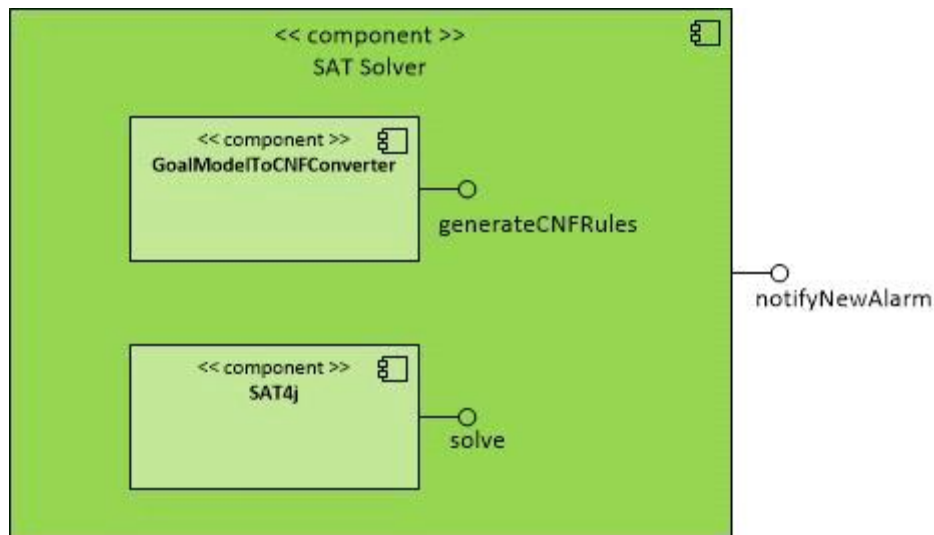 << component >>
SAT Solver
<< component >>
GoalModelToCNFConverter
generateCNFRules
notifyNewAlarm
<< component >>
SAT4j
solve